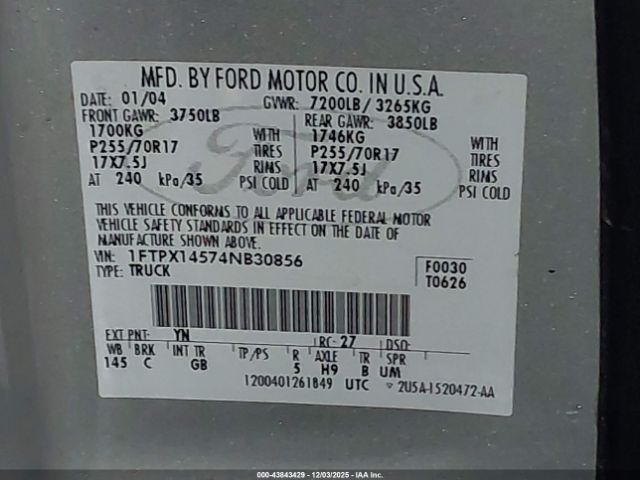 MFD. BY FORD MOTOR CO. IN U.S.A.
DATE: 01/04 GVWR: 7200LB/ 3265KG
FRONT GAWR: 3750LB REAR GAWR: 3850LB
1700KG WITH 1746KG WITH
P255/70R17 TIRES P255/70R17 TIRES
17X7.5J RIMS 17X7.5J RIMS
AT 240 kPa/35 PSI COLD AT 240 kPa/35 PSI COLD
THIS VEHICLE CONFORMS TO ALL APPLICABLE FEDERAL MOTOR
VEHICLE SAFETY STANDARDS IN EFFECT ON THE DATE OF
MANUFACTURE SHOWN ABOVE.
VIN: 1FTPX14574NB30856 F0030
TYPE: TRUCK T0626
EXT PNT: YN RC: 27 DSO:
WB BRK INT TR TP/PS R AXLE TR SPR
145 C GB 5 H9 B UM
1200401261849 UTC 2U5A-1520472-AA
Ford
000-43843429 - 12/03/2025 - IAA Inc.